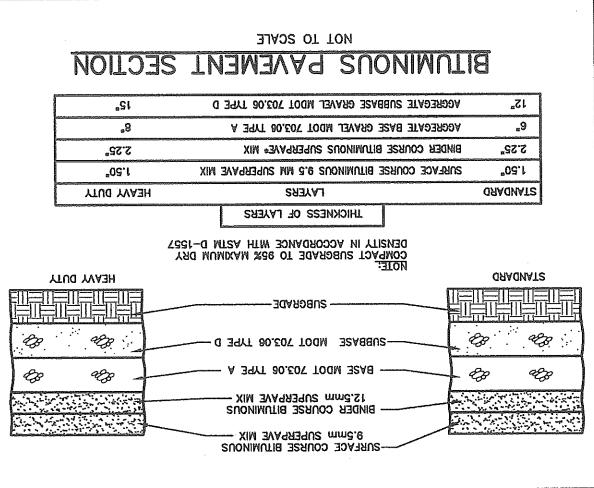 SURFACE COURSE BITUMINOUS
9.5mm SUPERPAVE MIX
BINDER COURSE BITUMINOUS
12.5mm SUPERPAVE MIX
BASE MDOT 703.06 TYPE A
SUBBASE MDOT 703.06 TYPE D
SUBGRADE
STANDARD HEAVY DUTY
NOTE:
COMPACT SUBGRADE TO 95% MAXIMUM DRY
DENSITY IN ACCORDANCE WITH ASTM D-1557
THICKNESS OF LAYERS
STANDARD LAYERS HEAVY DUTY
1.50" SURFACE COURSE BITUMINOUS 9.5 MM SUPERPAVE MIX 1.50"
2.25" BINDER COURSE BITUMINOUS SUPERPAVE* MIX 2.25"
6" AGGREGATE BASE GRAVEL MDOT 703.06 TYPE A 8"
12" AGGREGATE SUBBASE GRAVEL MDOT 703.06 TYPE D 15"
BITUMINOUS PAVEMENT SECTION
NOT TO SCALE